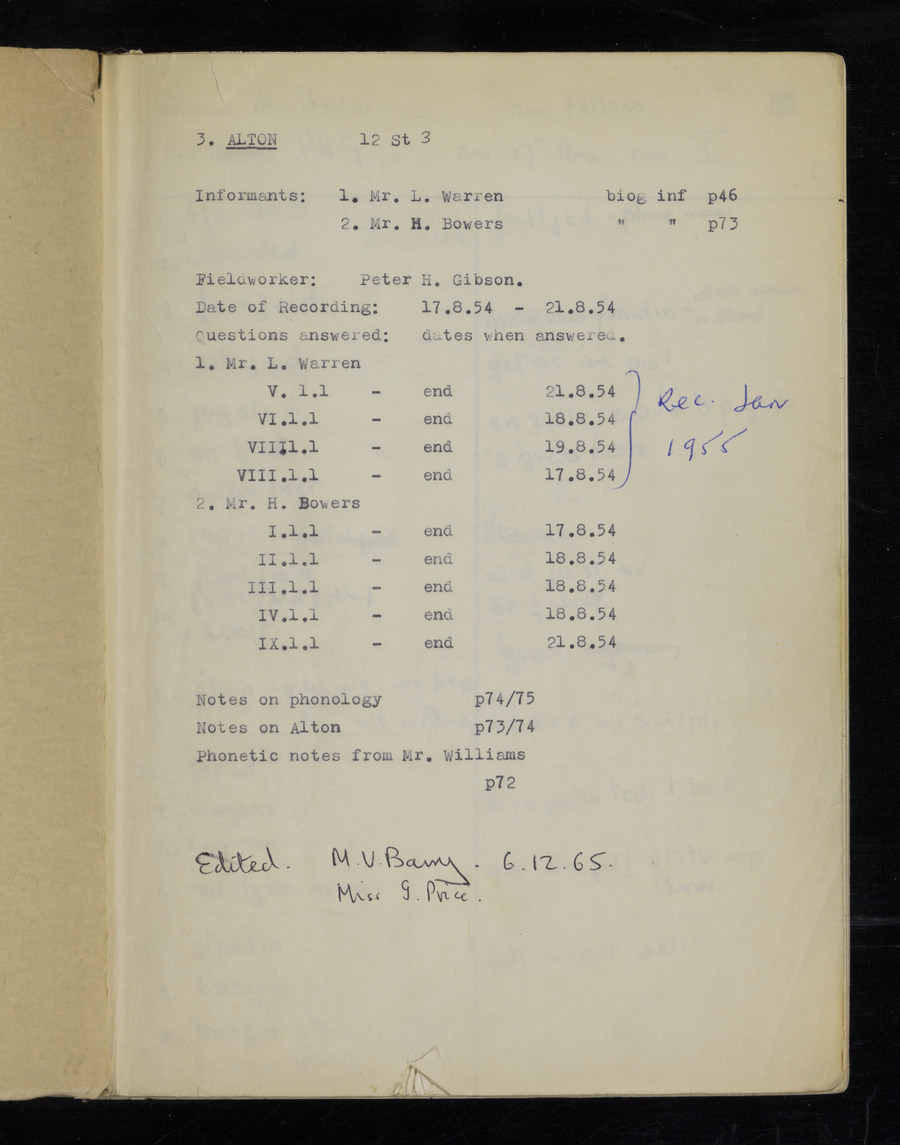 3. ALTON 12 St 3
Informants: 1. Mr. L. Warren biog inf p46
2. Mr. H. Bowers " " p73
Fieldworker: Peter H. Gibson.
Date of Recording: 17.8.54 - 21.8.54
Questions answered: dates when answered.
1. Mr. L. Warren
V. 1.1 - end 21.8.54
VI.1.1 - end 18.8.54
VIII1.1 - end 19.8.54
VIII.1.1 - end 17.8.54
Rec. Jan
1955
2. Mr. H. Bowers
I.1.1 - end 17.8.54
II.1.1 - end 18.8.54
III.1.1 - end 18.8.54
IV.1.1 - end 18.8.54
IX.1.1 - end 21.8.54
Notes on phonology p74/75
Notes on Alton p73/74
Phonetic notes from Mr. Williams
p72
Edited. M.V.Barry. 6.12.65.
Miss G. Price.